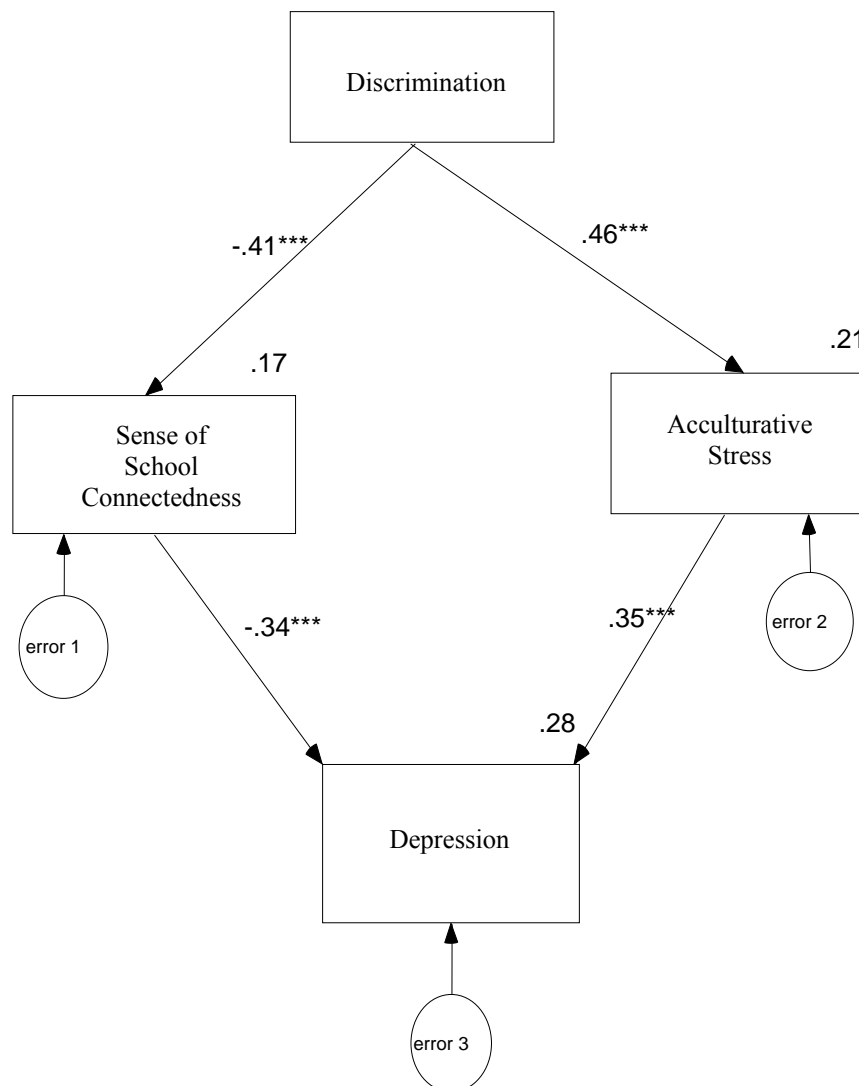 Discrimination
-.41***
.46***
.21
.17
Sense of
School
Connectedness
Acculturative
Stress
error 1
error 2
-.34***
.35***
.28
Depression
error 3